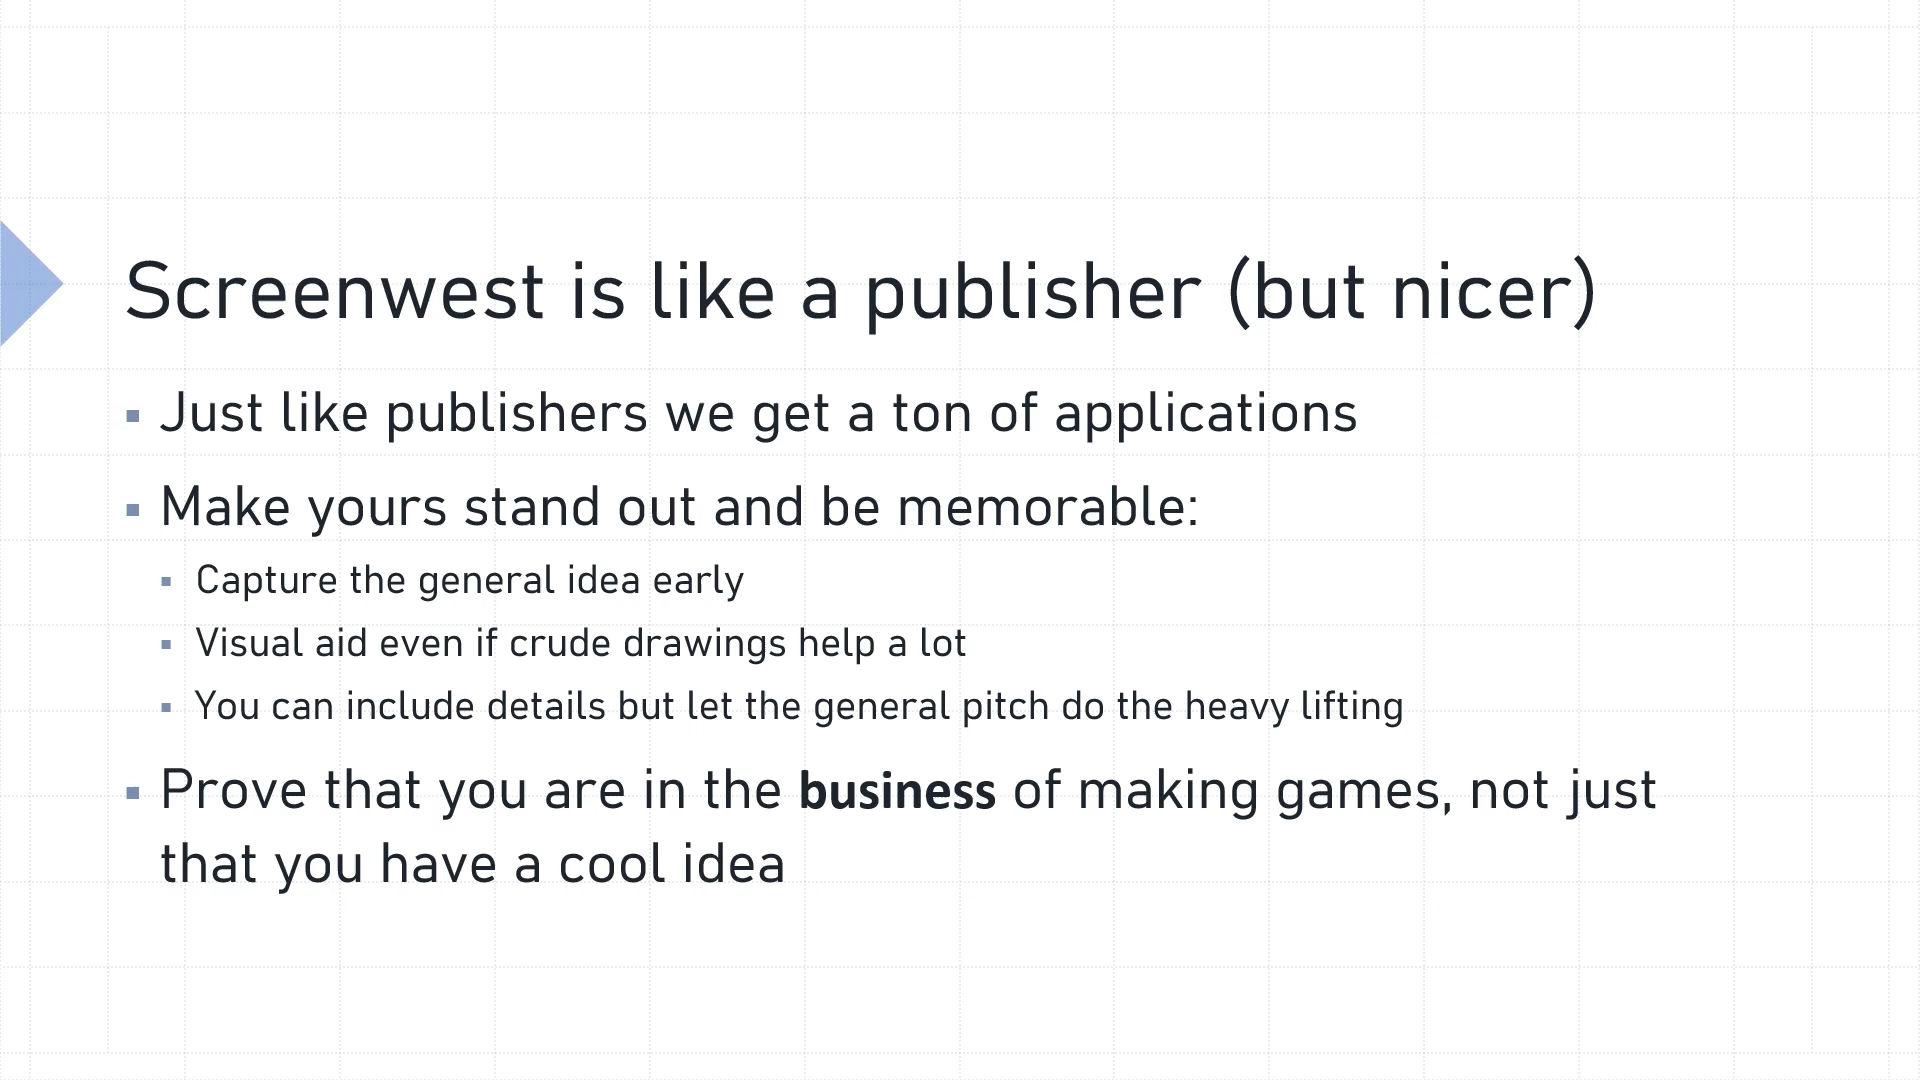 Screenwest is like a publisher (but nicer)
▪ Just like publishers we get a ton of applications
▪ Make yours stand out and be memorable:
▪ Capture the general idea early
▪ Visual aid even if crude drawings help a lot
▪ You can include details but let the general pitch do the heavy lifting
▪ Prove that you are in the business of making games, not just
that you have a cool idea